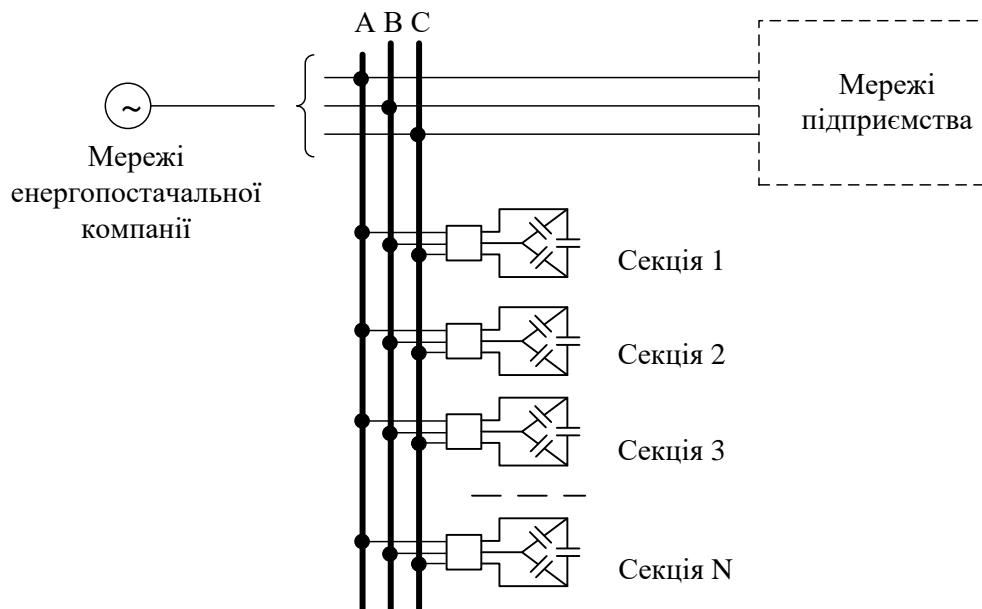 A B C
~
Мережі
енергопостачальної
компанії
Мережі
підприємства
Секція 1
Секція 2
Секція 3
Секція N